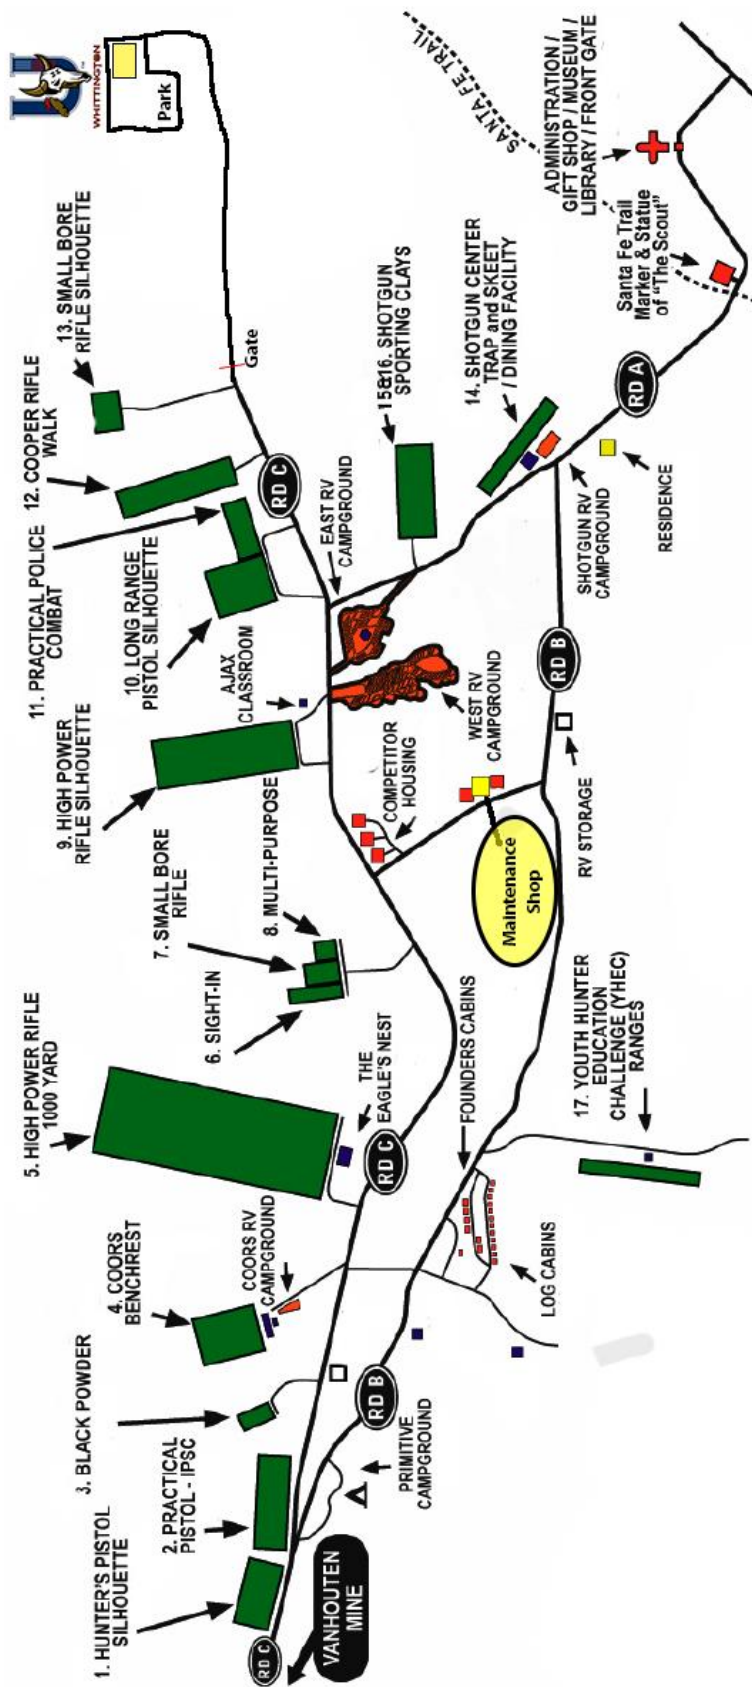 1. HUNTER'S PISTOL
SILHOUETTE
2. PRACTICAL
PISTOL - IPSC
3. BLACK POWDER
4. COORS
BENCHREST
COORS RV
CAMPGROUND
5. HIGH POWER RIFLE
1000 YARD
THE
EAGLE'S NEST
6. SIGHT-IN
7. SMALL BORE
RIFLE
8. MULTI-PURPOSE
9. HIGH POWER
RIFLE SILHOUETTE
AJAX
CLASSROOM
10. LONG RANGE
PISTOL SILHOUETTE
11. PRACTICAL POLICE
COMBAT
12. COOPER RIFLE
WALK
13. SMALL BORE
RIFLE SILHOUETTE
WHITTINGTON
Park
Gate
RD C
RD C
RD C
VANHOUTEN
MINE
PRIMITIVE
CAMPGROUND
RD B
LOG CABINS
FOUNDERS CABINS
17. YOUTH HUNTER
EDUCATION
CHALLENGE (YHEC)
RANGES
Maintenance
Shop
COMPETITOR
HOUSING
WEST RV
CAMPGROUND
RV STORAGE
RD B
EAST RV
CAMPGROUND
15&16. SHOTGUN
SPORTING CLAYS
14. SHOTGUN CENTER
TRAP and SKEET
/ DINING FACILITY
SHOTGUN RV
CAMPGROUND
RESIDENCE
RD A
Santa Fe Trail
Marker & Statue
of "The Scout"
ADMINISTRATION /
GIFT SHOP / MUSEUM /
LIBRARY / FRONT GATE
SANTA FE TRAIL